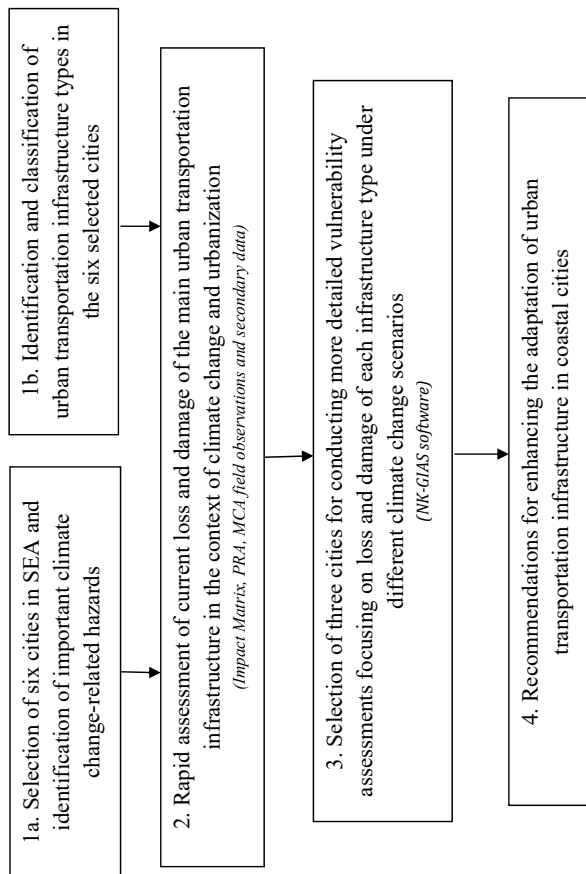 1a. Selection of six cities in SEA and
identification of important climate
change-related hazards
1b. Identification and classification of
urban transportation infrastructure types in
the six selected cities
2. Rapid assessment of current loss and damage of the main urban transportation
infrastructure in the context of climate change and urbanization
(Impact Matrix, PRA, MCA field observations and secondary data)
3. Selection of three cities for conducting more detailed vulnerability
assessments focusing on loss and damage of each infrastructure type under
different climate change scenarios
(NK-GIAS software)
4. Recommendations for enhancing the adaptation of urban
transportation infrastructure in coastal cities